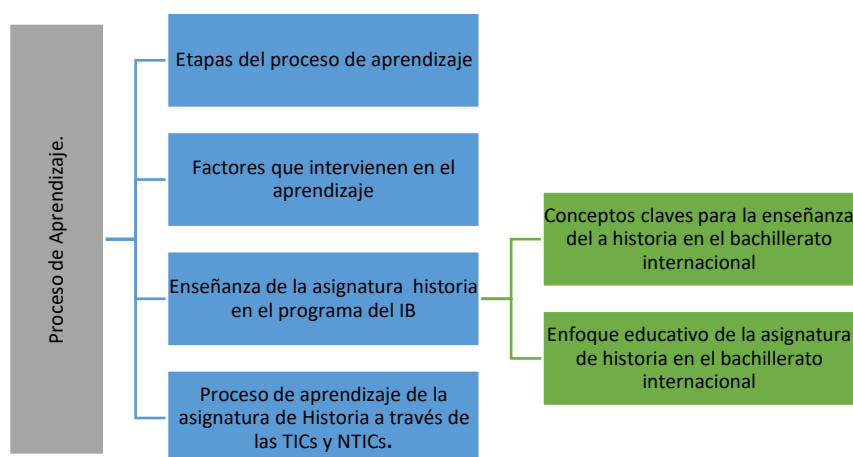 Proceso de Aprendizaje.
Etapas del proceso de aprendizaje
Factores que intervienen en el
aprendizaje
Enseñanza de la asignatura historia
en el programa del IB
Proceso de aprendizaje de la
asignatura de Historia a través de
las TICs y NTICs.
Conceptos claves para la enseñanza
del a historia en el bachillerato
internacional
Enfoque educativo de la asignatura
de historia en el bachillerato
internacional